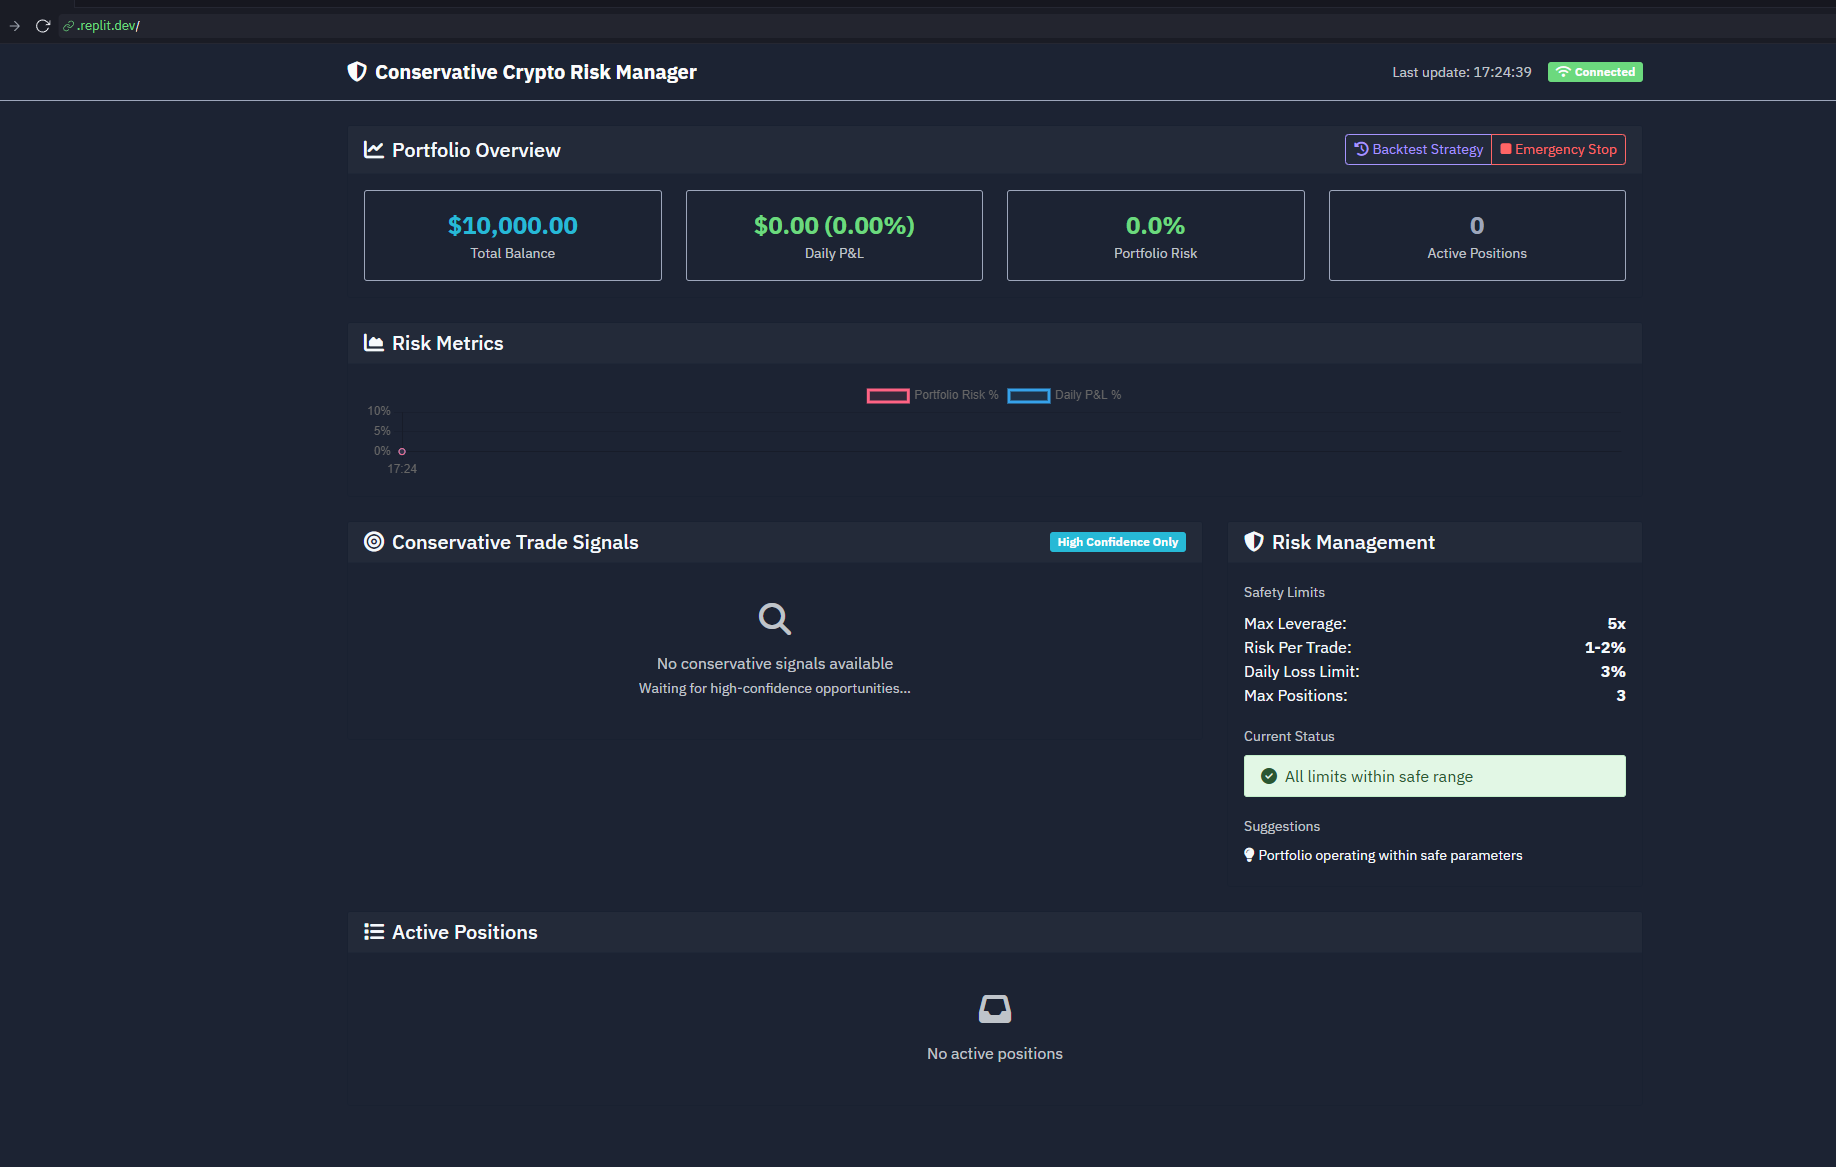 .replit.dev/
Conservative Crypto Risk Manager
Last update: 17:24:39
Connected
Portfolio Overview
Backtest Strategy
Emergency Stop
$10,000.00
Total Balance
$0.00 (0.00%)
Daily P&L
0.0%
Portfolio Risk
0
Active Positions
Risk Metrics
Portfolio Risk %
Daily P&L %
10%
5%
0%
17:24
Conservative Trade Signals
High Confidence Only
No conservative signals available
Waiting for high-confidence opportunities...
Risk Management
Safety Limits
Max Leverage: 5x
Risk Per Trade: 1-2%
Daily Loss Limit: 3%
Max Positions: 3
Current Status
All limits within safe range
Suggestions
Portfolio operating within safe parameters
Active Positions
No active positions